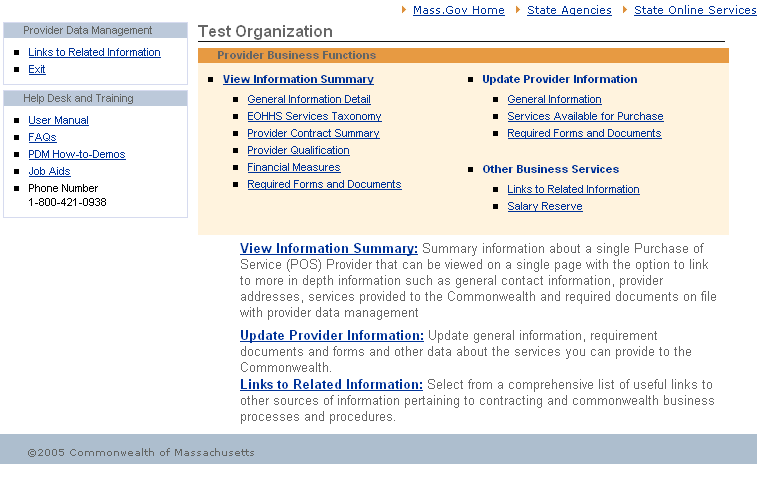 Mass.Gov Home State Agencies State Online Services
Provider Data Management
Links to Related Information
Exit
Help Desk and Training
User Manual
FAQs
PDM How-to-Demos
Job Aids
Phone Number
1-800-421-0938
Test Organization
Provider Business Functions
View Information Summary
General Information Detail
EOHHS Services Taxonomy
Provider Contract Summary
Provider Qualification
Financial Measures
Required Forms and Documents
Update Provider Information
General Information
Services Available for Purchase
Required Forms and Documents
Other Business Services
Links to Related Information
Salary Reserve
View Information Summary: Summary information about a single Purchase of
Service (POS) Provider that can be viewed on a single page with the option to link
to more in depth information such as general contact information, provider
addresses, services provided to the Commonwealth and required documents on file
with provider data management
Update Provider Information: Update general information, requirement
documents and forms and other data about the services you can provide to the
Commonwealth.
Links to Related Information: Select from a comprehensive list of useful links to
other sources of information pertaining to contracting and commonwealth business
processes and procedures.
©2005 Commonwealth of Massachusetts